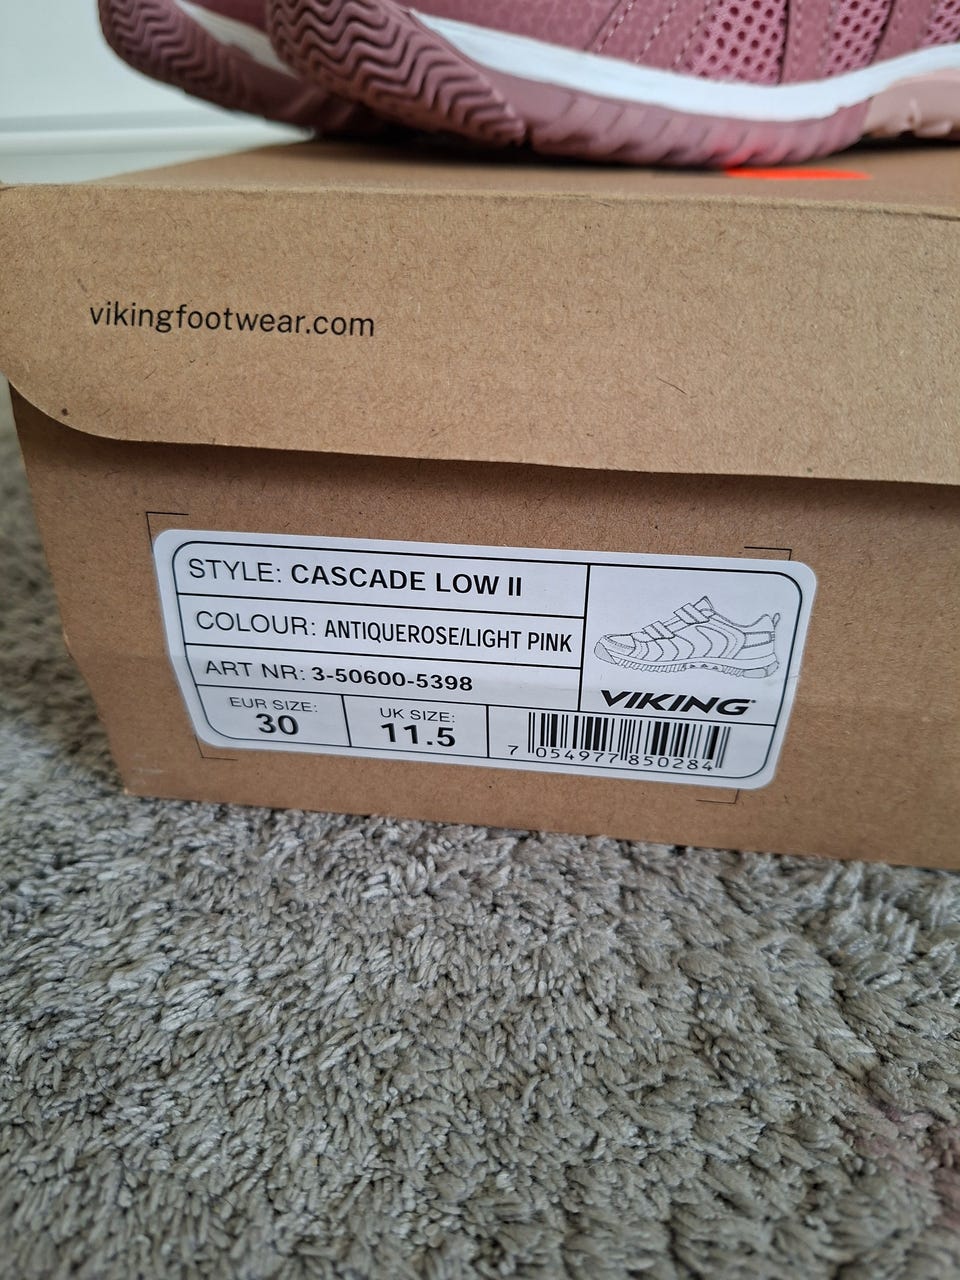 vikingfootwear.com
STYLE: CASCADE LOW II
COLOUR: ANTIQUEROSE/LIGHT PINK
ART NR: 3-50600-5398
VIKING
EUR SIZE:
30
UK SIZE:
11.5
7 054977 850284